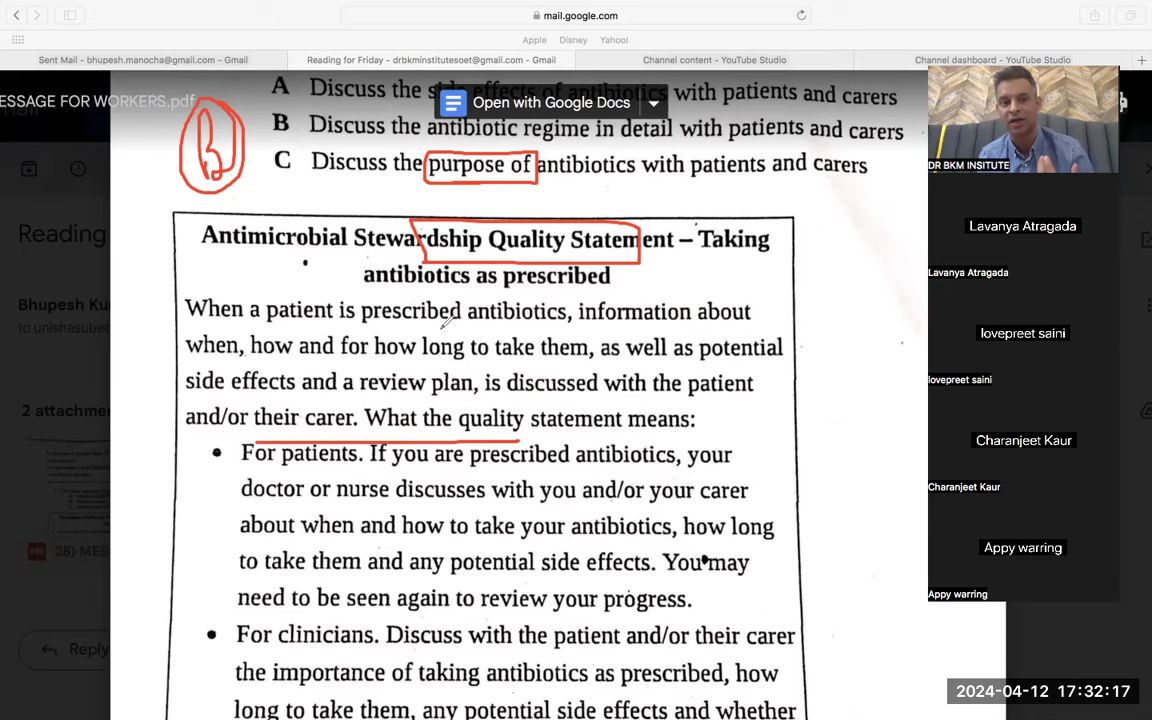 mail.google.com
Apple Disney Yahoo!
Sent Mail - bhupesh.manocha@gmail.com - Gmail
Reading for Friday - drbkminstitutesoet@gmail.com - Gmail
Channel content - YouTube Studio
Channel dashboard - YouTube Studio
ESSAGE FOR WORKERS.pdf
Open with Google Docs
A Discuss the side effects of antibiotics with patients and carers
B Discuss the antibiotic regime in detail with patients and carers
C Discuss the purpose of antibiotics with patients and carers
B
Antimicrobial Stewardship Quality Statement – Taking
antibiotics as prescribed
When a patient is prescribed antibiotics, information about
when, how and for how long to take them, as well as potential
side effects and a review plan, is discussed with the patient
and/or their carer. What the quality statement means:
• For patients. If you are prescribed antibiotics, your
doctor or nurse discusses with you and/or your carer
about when and how to take your antibiotics, how long
to take them and any potential side effects. You may
need to be seen again to review your progress.
• For clinicians. Discuss with the patient and/or their carer
the importance of taking antibiotics as prescribed, how
long to take them, any potential side effects and whether
Reading
Bhupesh Ku
to unishasube
2 attachmen
PDF 28) MES
Reply
DR BKM INSITUTE
Lavanya Atragada
Lavanya Atragada
lovepreet saini
lovepreet saini
Charanjeet Kaur
Charanjeet Kaur
Appy warring
Appy warring
2024-04-12 17:32:17